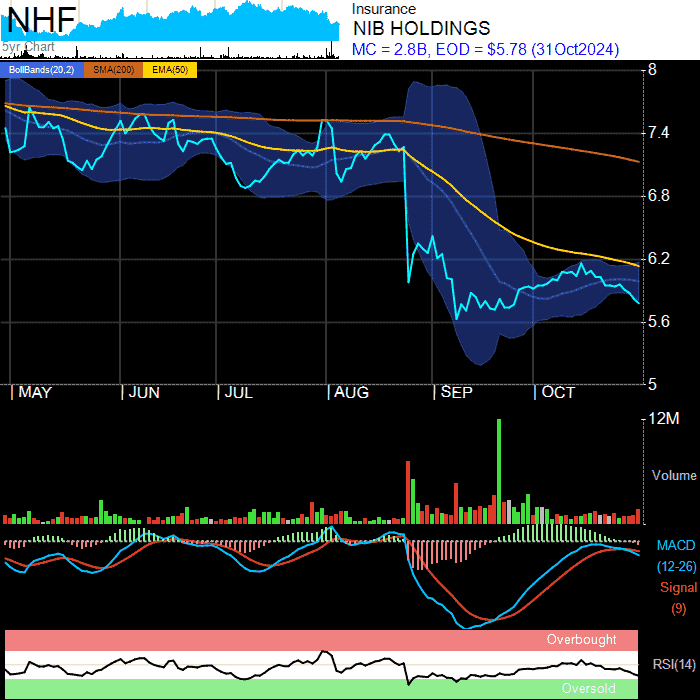 NHF
5yr Chart
Insurance
NIB HOLDINGS
MC = 2.8B, EOD = $5.78 (31Oct2024)
BollBands(20,2) SMA(200) EMA(50)
8
7.4
6.8
6.2
5.6
5
MAY JUN JUL AUG SEP OCT
12M
Volume
MACD
(12-26)
Signal
(9)
Overbought
RSI(14)
Oversold